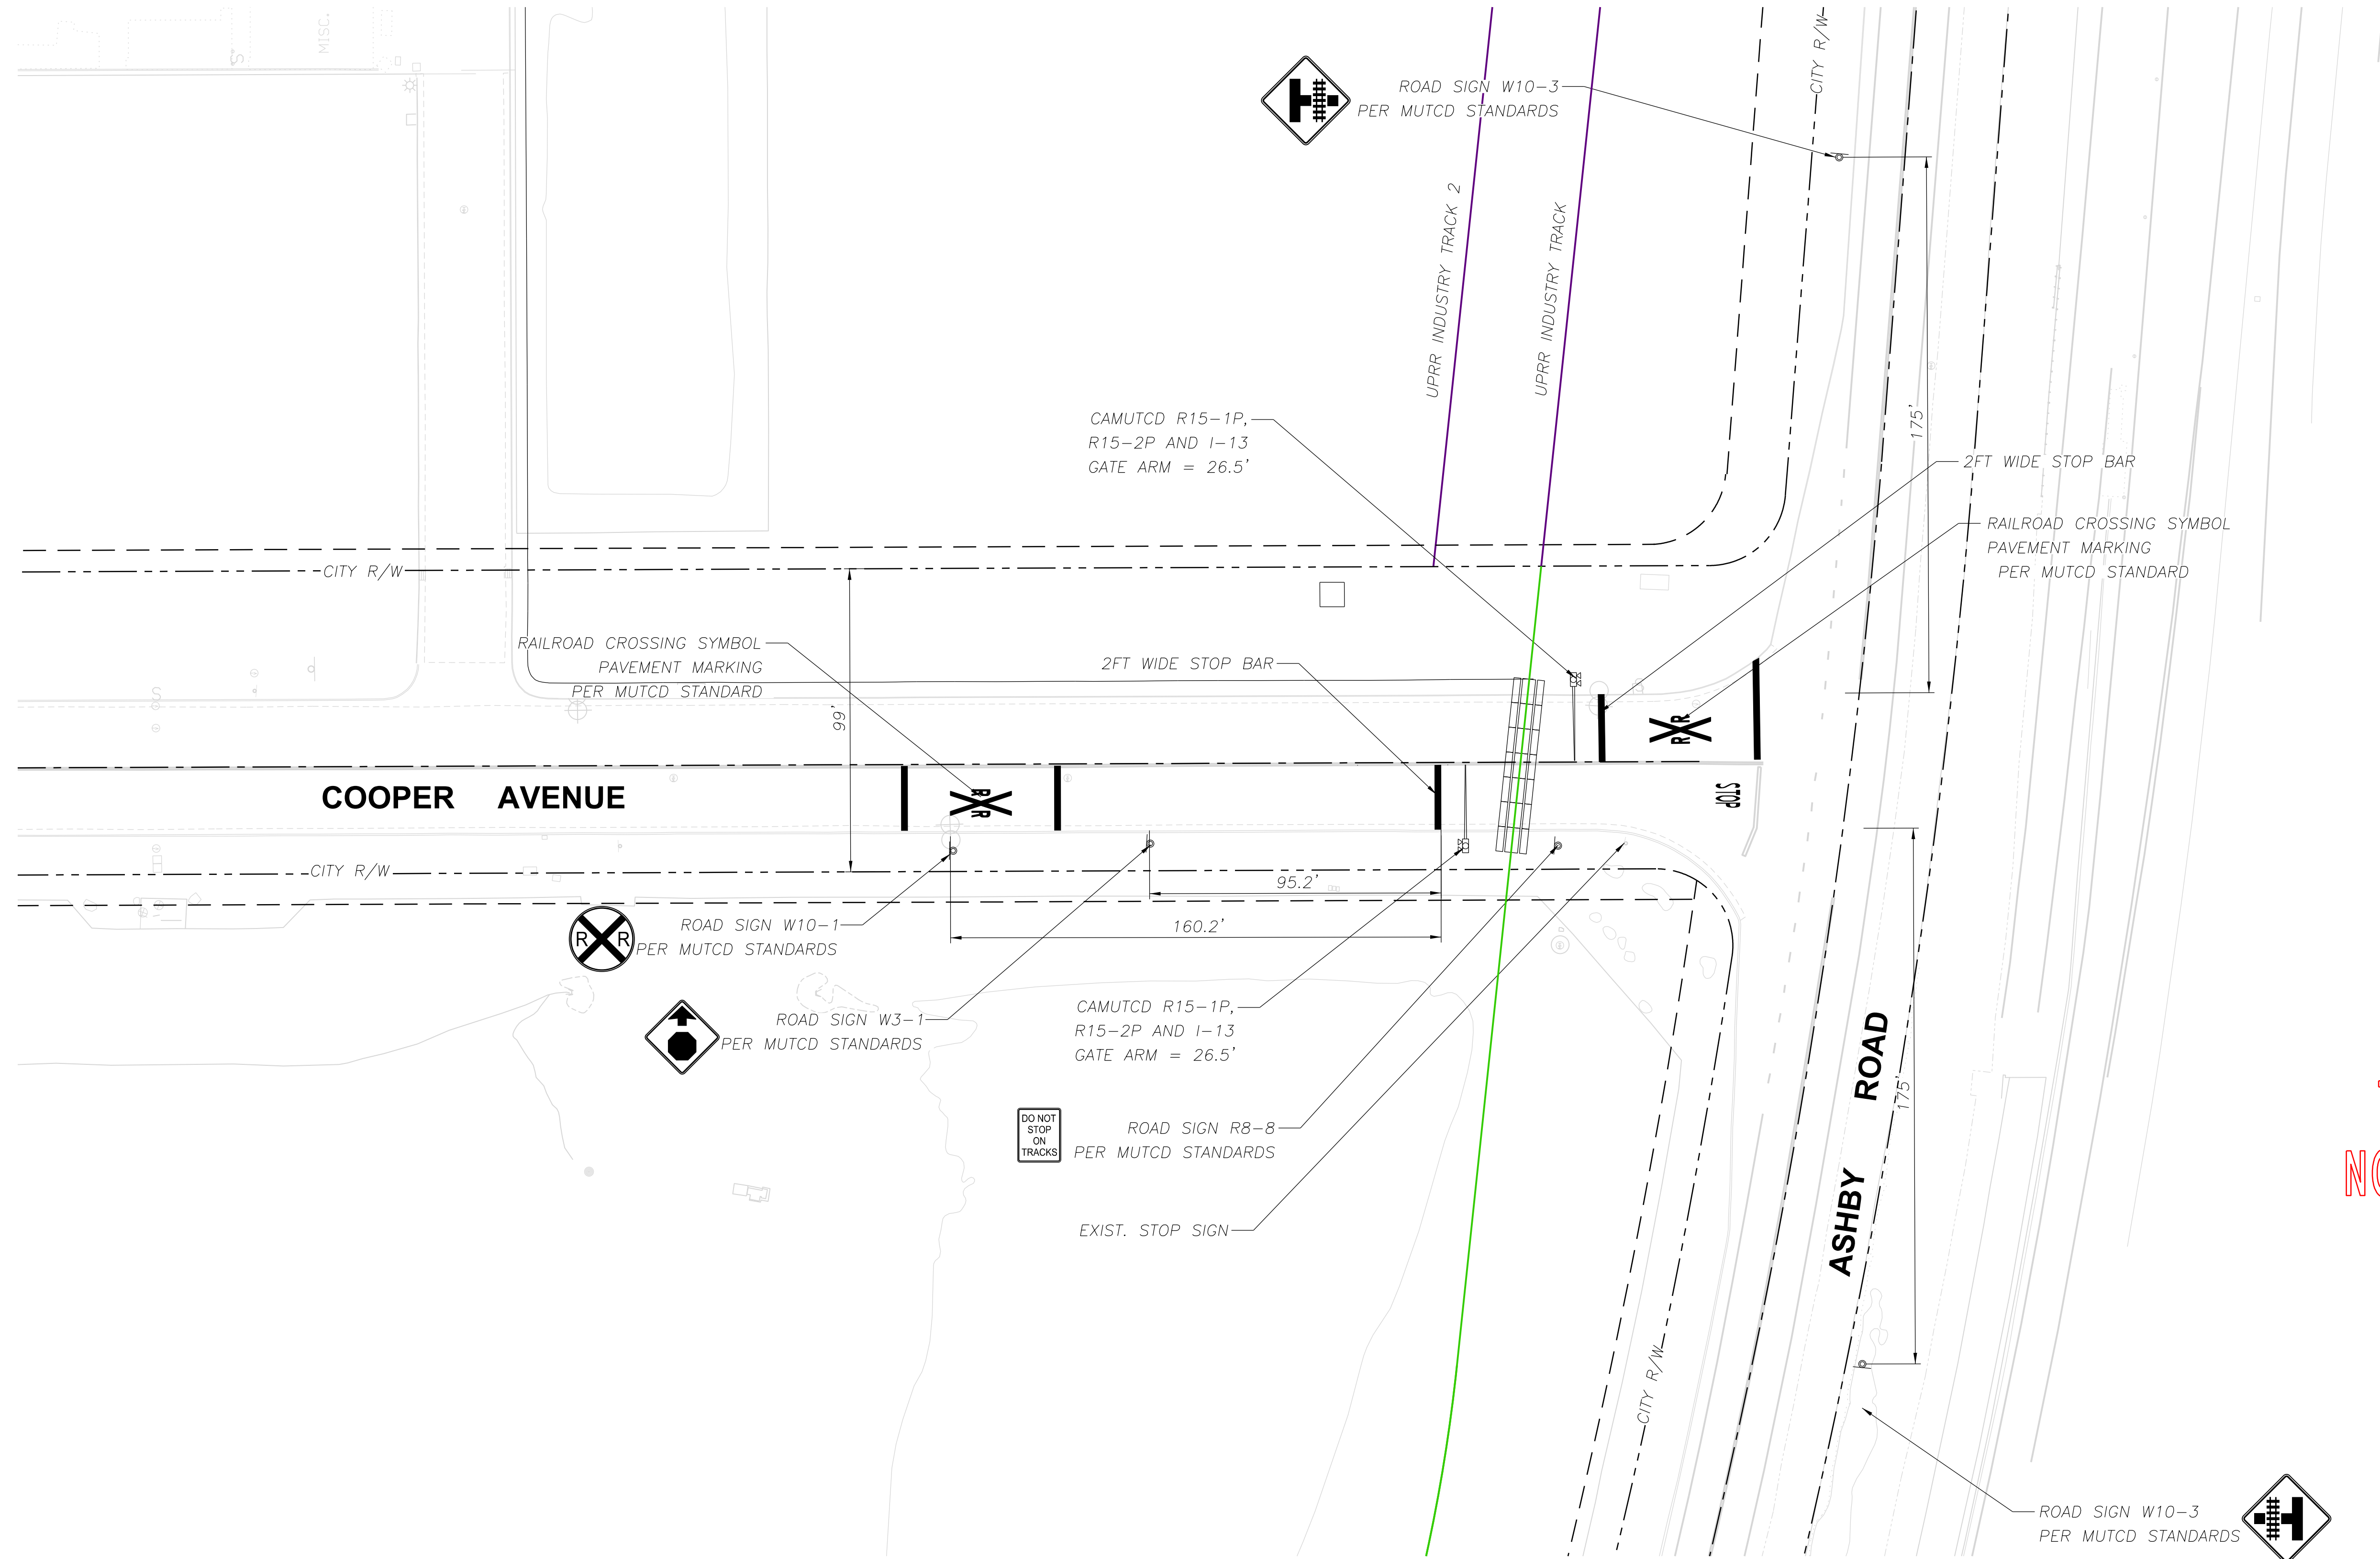 MISC.
S
CITY R/W
ROAD SIGN W10-3
PER MUTCD STANDARDS
UPRR INDUSTRY TRACK 2
UPRR INDUSTRY TRACK
175'
CAMUTCD R15-1P,
R15-2P AND I-13
GATE ARM = 26.5'
2FT WIDE STOP BAR
RAILROAD CROSSING SYMBOL
PAVEMENT MARKING
PER MUTCD STANDARD
CITY R/W
RAILROAD CROSSING SYMBOL
PAVEMENT MARKING
PER MUTCD STANDARD
2FT WIDE STOP BAR
99'
S
R R
COOPER AVENUE
R R
STOP
CITY R/W
95.2'
160.2'
R R
ROAD SIGN W10-1
PER MUTCD STANDARDS
ROAD SIGN W3-1
PER MUTCD STANDARDS
CAMUTCD R15-1P,
R15-2P AND I-13
GATE ARM = 26.5'
DO NOT
STOP
ON
TRACKS
ROAD SIGN R8-8
PER MUTCD STANDARDS
EXIST. STOP SIGN
ASHBY ROAD
175'
CITY R/W
ROAD SIGN W10-3
PER MUTCD STANDARDS